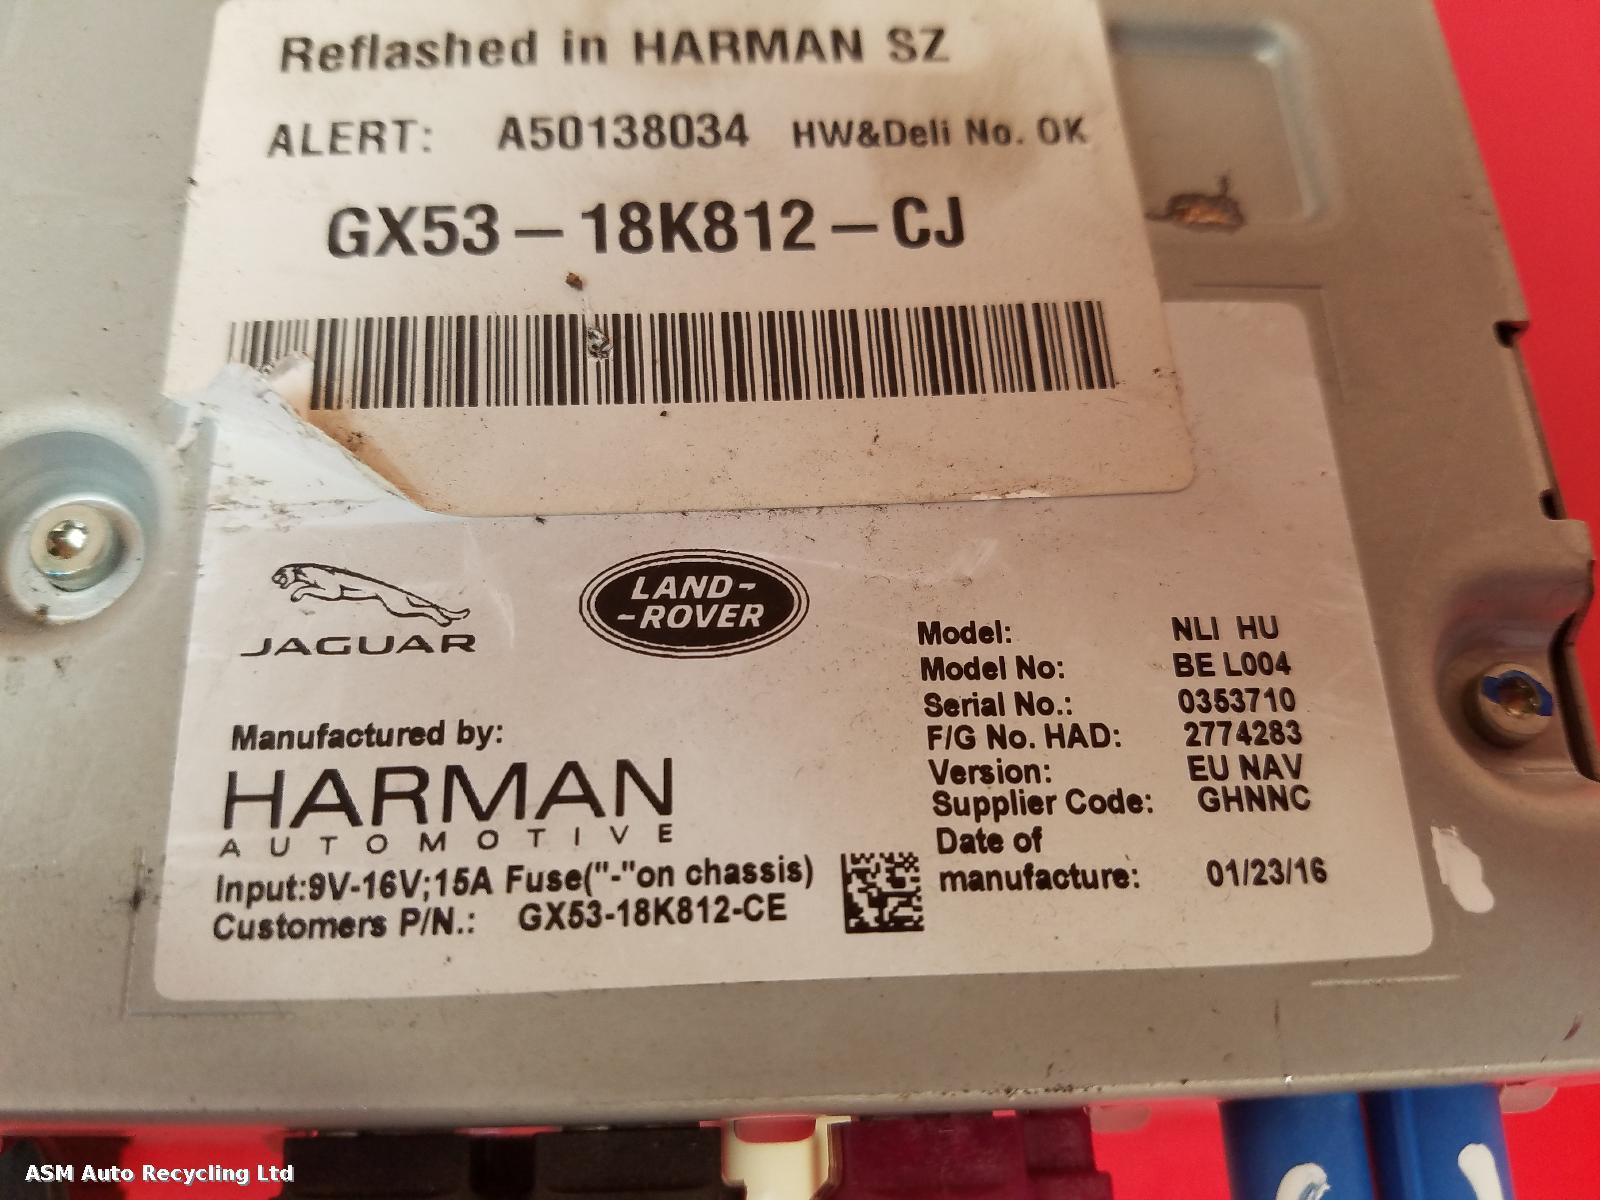 Reflashed in HARMAN SZ
ALERT: A50138034 HW&Deli No. OK
GX53-18K812-CJ
JAGUAR
LAND-
-ROVER
Manufactured by:
HARMAN
AUTOMOTIVE
Input:9V-16V;15A Fuse("-"on chassis)
Customers P/N.: GX53-18K812-CE
Model: NLI HU
Model No: BE L004
Serial No.: 0353710
F/G No. HAD: 2774283
Version: EU NAV
Supplier Code: GHNNC
Date of
manufacture: 01/23/16
ASM Auto Recycling Ltd